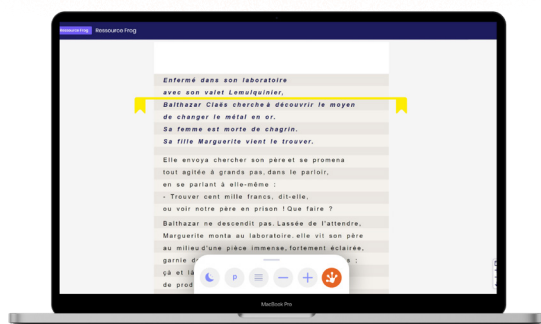 Ressource Frog Ressource Frog
Enfermé dans son laboratoire
avec son valet Lemulquinier,
Balthazar Claës cherche à découvrir le moyen
de changer le métal en or.
Sa femme est morte de chagrin.
Sa fille Marguerite vient le trouver.
Elle envoya chercher son père et se promena
tout agitée à grands pas, dans le parloir,
en se parlant à elle-même :
- Trouver cent mille francs, dit-elle,
ou voir notre père en prison ! Que faire ?
Balthazar ne descendit pas. Lassée de l'attendre,
Marguerite monta au laboratoire. elle vit son père
au milieu d'une pièce immense, fortement éclairée,
garnie
çà et là
de prod
p
MacBook Pro